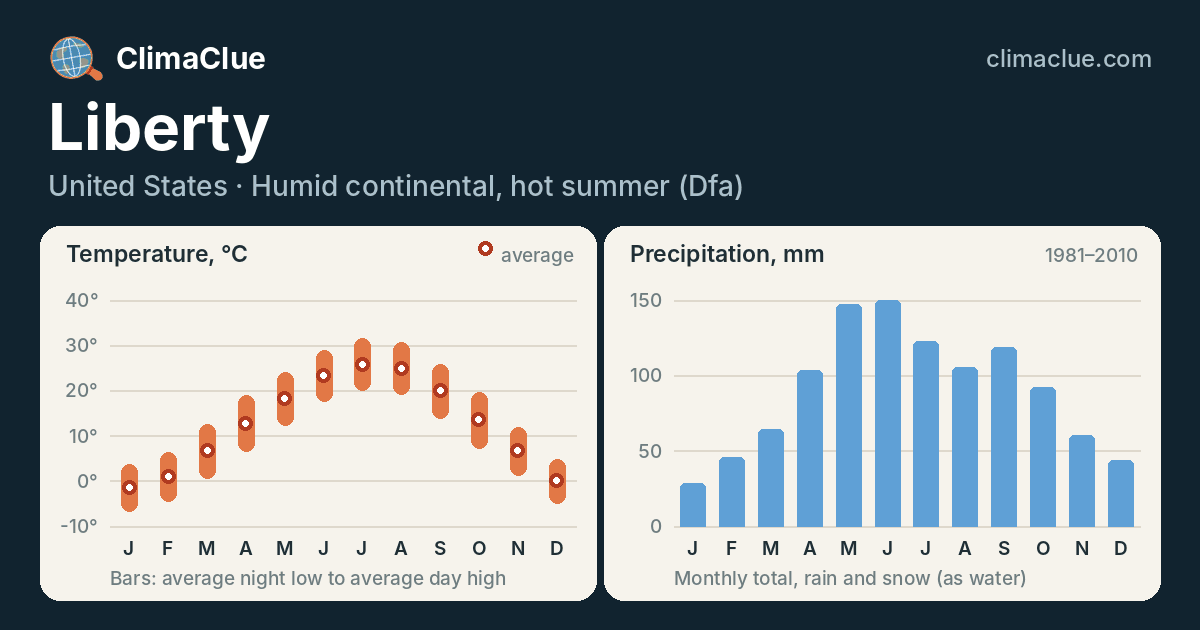 ClimaClue
climaclue.com
Liberty
United States · Humid continental, hot summer (Dfa)
Temperature, °C
average
40°
30°
20°
10°
0°
-10°
J F M A M J J A S O N D
Bars: average night low to average day high
Precipitation, mm
1981–2010
150
100
50
0
J F M A M J J A S O N D
Monthly total, rain and snow (as water)